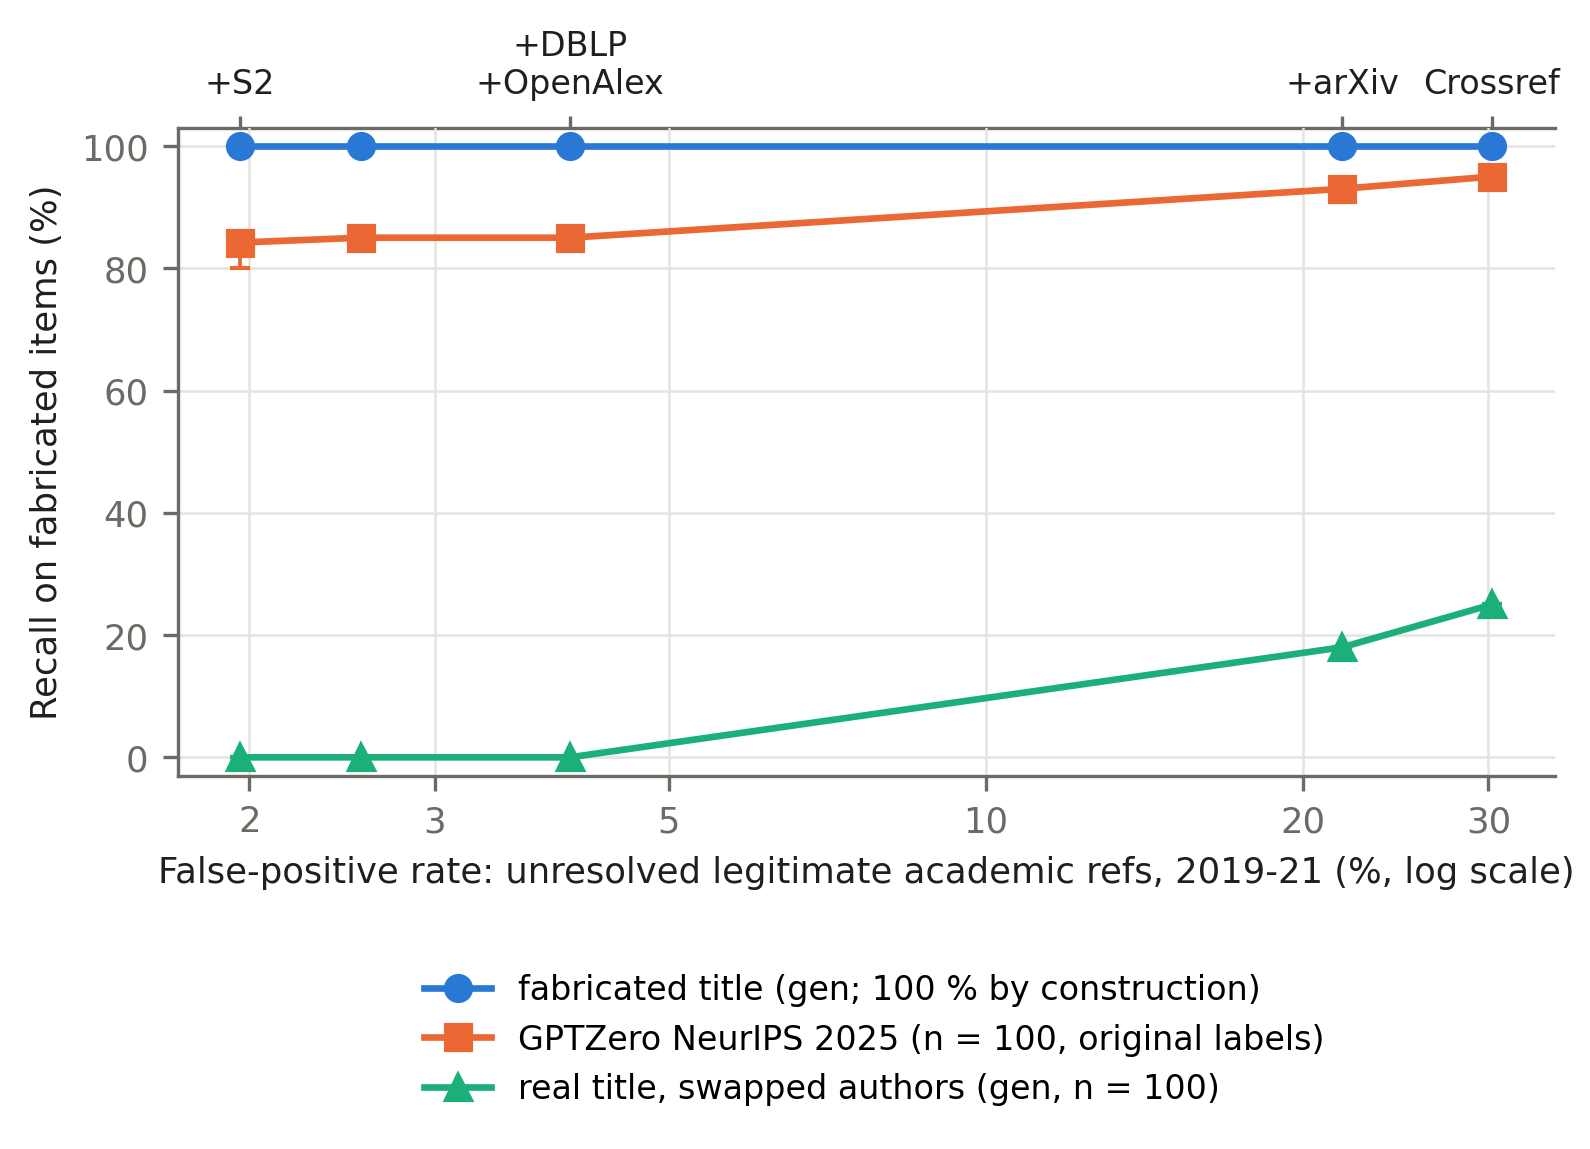 +DBLP
+S2 +OpenAlex +arXiv Crossref
100
80
60
40
20
0
Recall on fabricated items (%)
2 3 5 10 20 30
False-positive rate: unresolved legitimate academic refs, 2019-21 (%, log scale)
fabricated title (gen; 100 % by construction)
GPTZero NeurIPS 2025 (n = 100, original labels)
real title, swapped authors (gen, n = 100)